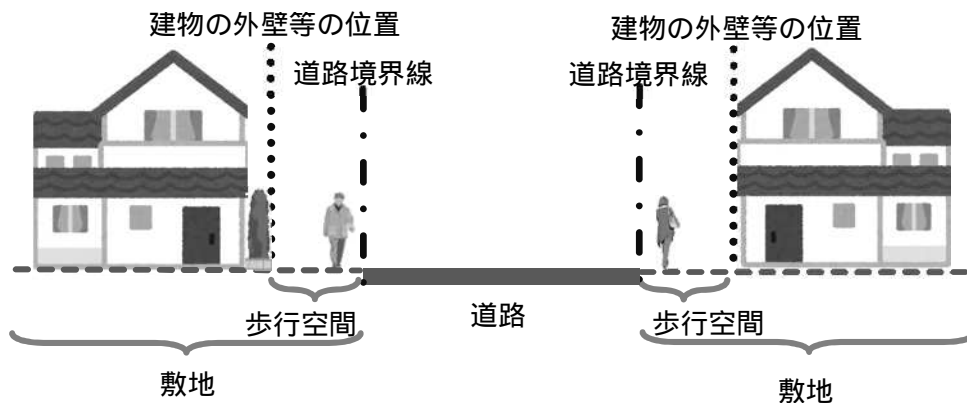 建物の外壁等の位置
建物の外壁等の位置
道路境界線
道路境界線
歩行空間
道路
歩行空間
敷地
敷地